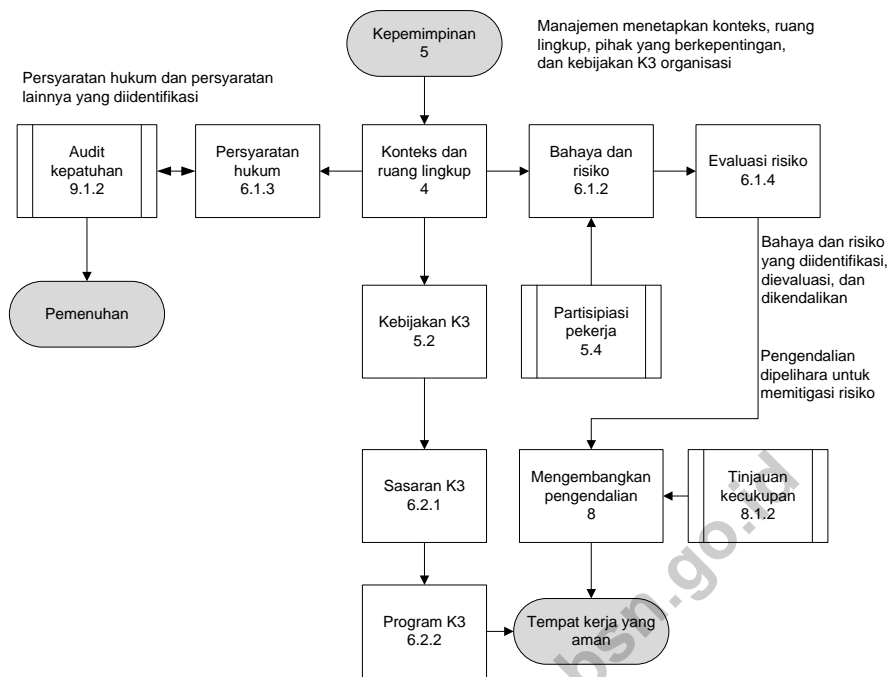 Kepemimpinan
5
Manajemen menetapkan konteks, ruang
lingkup, pihak yang berkepentingan,
dan kebijakan K3 organisasi
Persyaratan hukum dan persyaratan
lainnya yang diidentifikasi
Audit
kepatuhan
9.1.2
Persyaratan
hukum
6.1.3
Konteks dan
ruang lingkup
4
Bahaya dan
risiko
6.1.2
Evaluasi risiko
6.1.4
Bahaya dan risiko
yang diidentifikasi,
dievaluasi, dan
dikendalikan
Pemenuhan
Kebijakan K3
5.2
Partisipiasi
pekerja
5.4
Pengendalian
dipelihara untuk
memitigasi risiko
Sasaran K3
6.2.1
Mengembangkan
pengendalian
8
Tinjauan
kecukupan
8.1.2
Program K3
6.2.2
Tempat kerja yang
aman
bsn.go.id